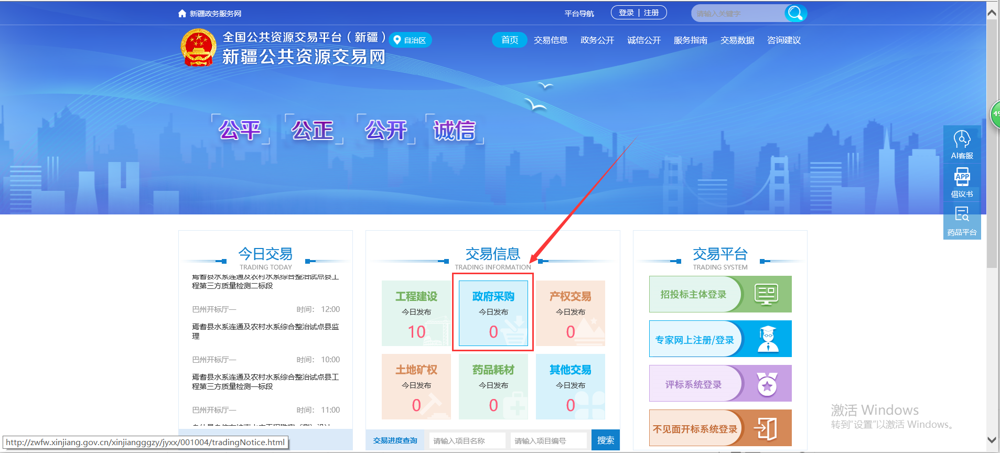 新疆政务服务网
平台导航
登录 | 注册
请输入关键字
全国公共资源交易平台（新疆）
自治区
新疆公共资源交易网
首页
交易信息
政务公开
诚信公开
服务指南
交易数据
咨询建议
公平
公正
公开
诚信
49
AI客服
APP
倡议书
药品平台
今日交易
TRADING TODAY
焉耆县水系连通及农村水系综合整治试点县工
程第三方质量检测二标段
巴州开标厅一
时间： 12:00
焉耆县水系连通及农村水系综合整治试点县监
理
巴州开标厅一
时间： 10:00
焉耆县水系连通及农村水系综合整治试点县工
程第三方质量检测一标段
巴州开标厅一
时间： 11:00
交易信息
TRADING INFORMATION
工程建设
今日发布
10
政府采购
今日发布
0
产权交易
今日发布
0
土地矿权
今日发布
0
药品耗材
今日发布
0
其他交易
今日发布
0
交易进度查询
请输入项目名称
请输入项目编号
搜索
交易平台
TRADING SYSTEM
招投标主体登录
专家网上注册/登录
评标系统登录
不见面开标系统登录
激活 Windows
转到"设置"以激活 Windows。
http://zwfw.xinjiang.gov.cn/xinjiangggzy/jyxx/001004/tradingNotice.html